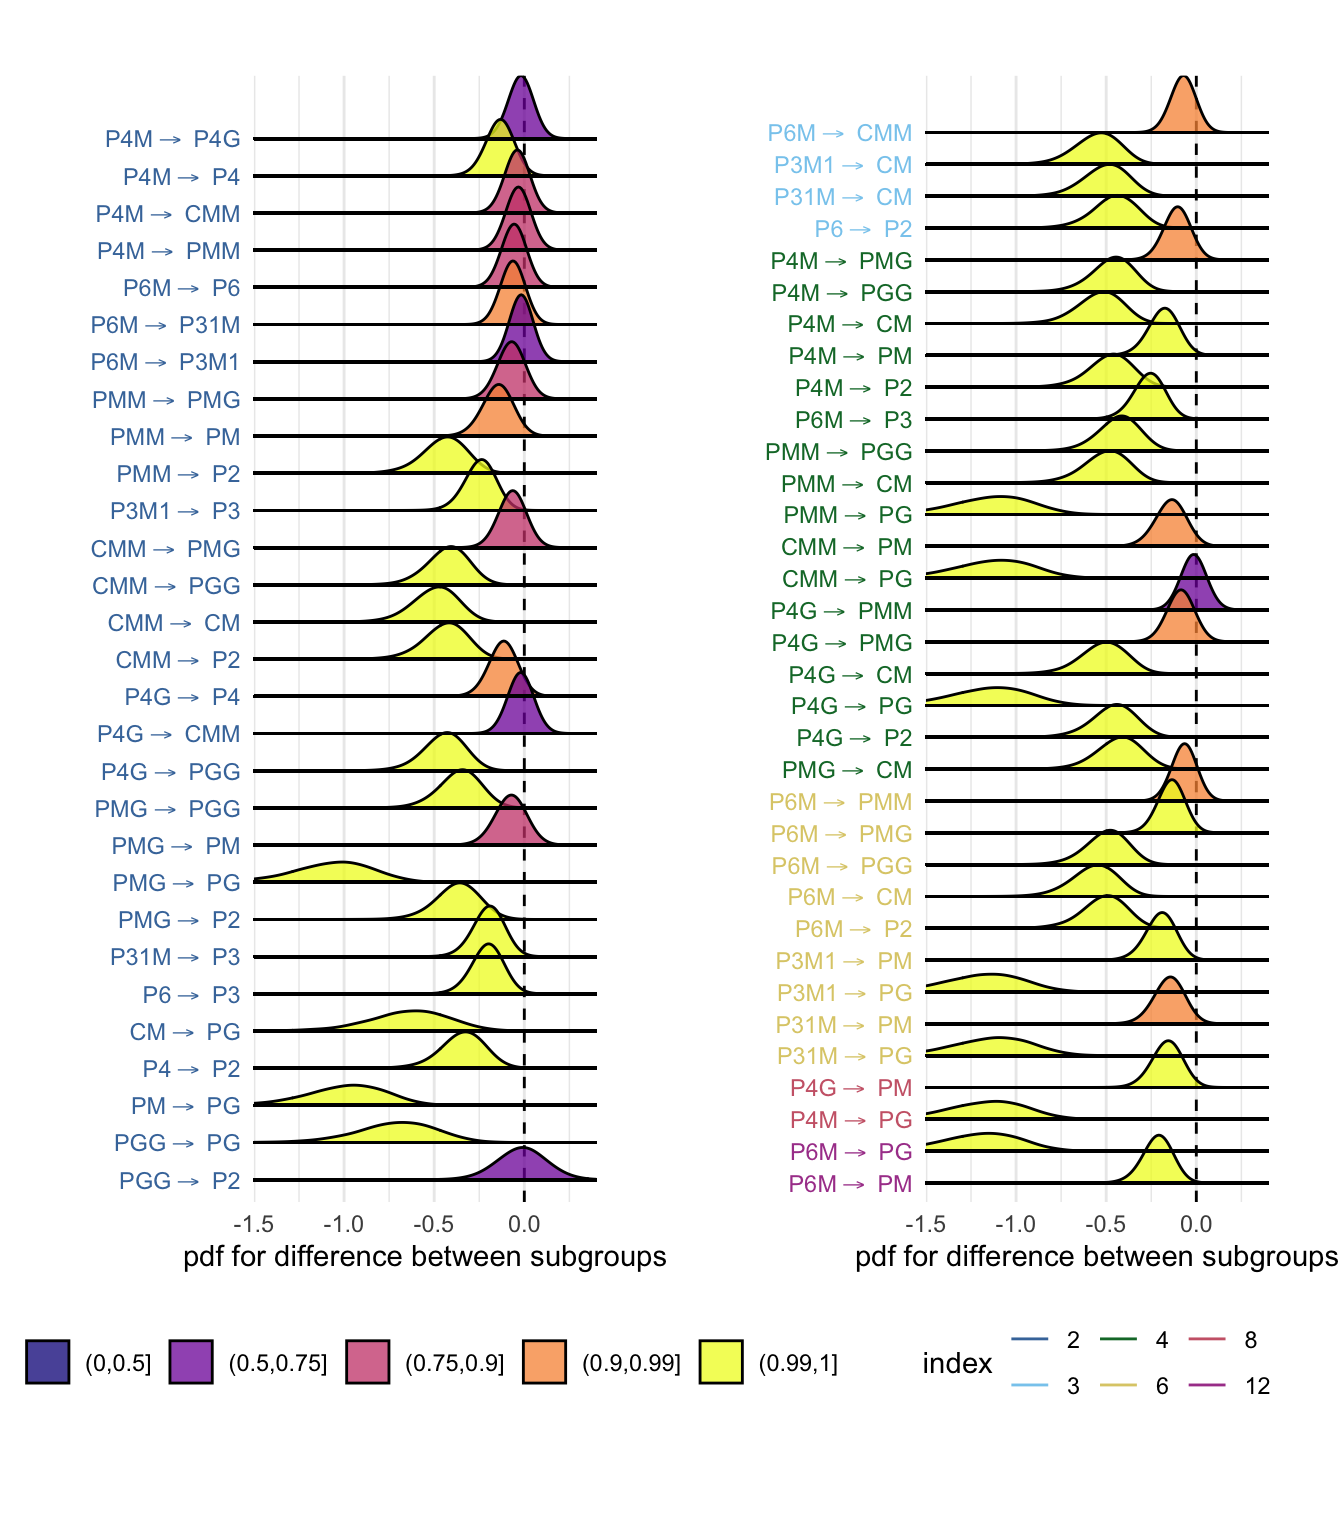 P4M → P4G
P4M → P4
P4M → CMM
P4M → PMM
P6M → P6
P6M → P31M
P6M → P3M1
PMM → PMG
PMM → PM
PMM → P2
P3M1 → P3
CMM → PMG
CMM → PGG
CMM → CM
CMM → P2
P4G → P4
P4G → CMM
P4G → PGG
PMG → PGG
PMG → PM
PMG → PG
PMG → P2
P31M → P3
P6 → P3
CM → PG
P4 → P2
PM → PG
PGG → PG
PGG → P2
-1.5 -1.0 -0.5 0.0
pdf for difference between subgroups
P6M → CMM
P3M1 → CM
P31M → CM
P6 → P2
P4M → PMG
P4M → PGG
P4M → CM
P4M → PM
P4M → P2
P6M → P3
PMM → PGG
PMM → CM
PMM → PG
CMM → PM
CMM → PG
P4G → PMM
P4G → PMG
P4G → CM
P4G → PG
P4G → P2
PMG → CM
P6M → PMM
P6M → PMG
P6M → PGG
P6M → CM
P6M → P2
P3M1 → PM
P3M1 → PG
P31M → PM
P31M → PG
P4G → PM
P4M → PG
P6M → PG
P6M → PM
-1.5 -1.0 -0.5 0.0
pdf for difference between subgroups
(0,0.5] (0.5,0.75] (0.75,0.9] (0.9,0.99] (0.99,1]
index
2 4 8
3 6 12